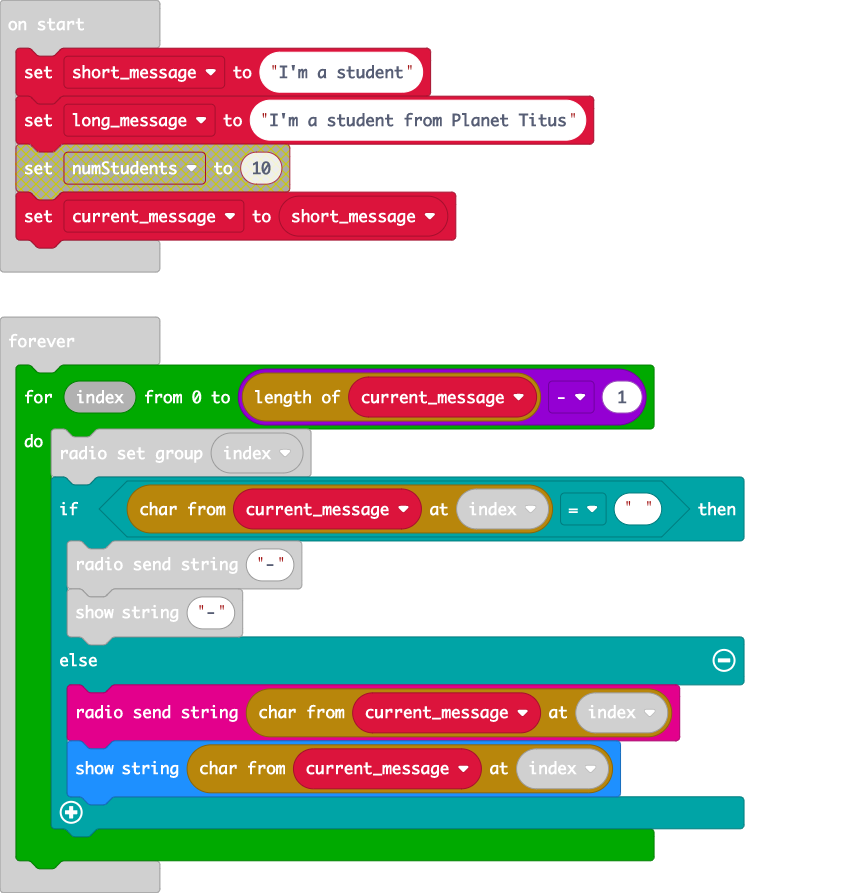 on start
set short_message to "I'm a student"
set long_message to "I'm a student from Planet Titus"
set numStudents to 10
set current_message to short_message
forever
for index from 0 to length of current_message - 1
do
radio set group index
if char from current_message at index = " " then
radio send string "-"
show string "-"
else
radio send string char from current_message at index
show string char from current_message at index